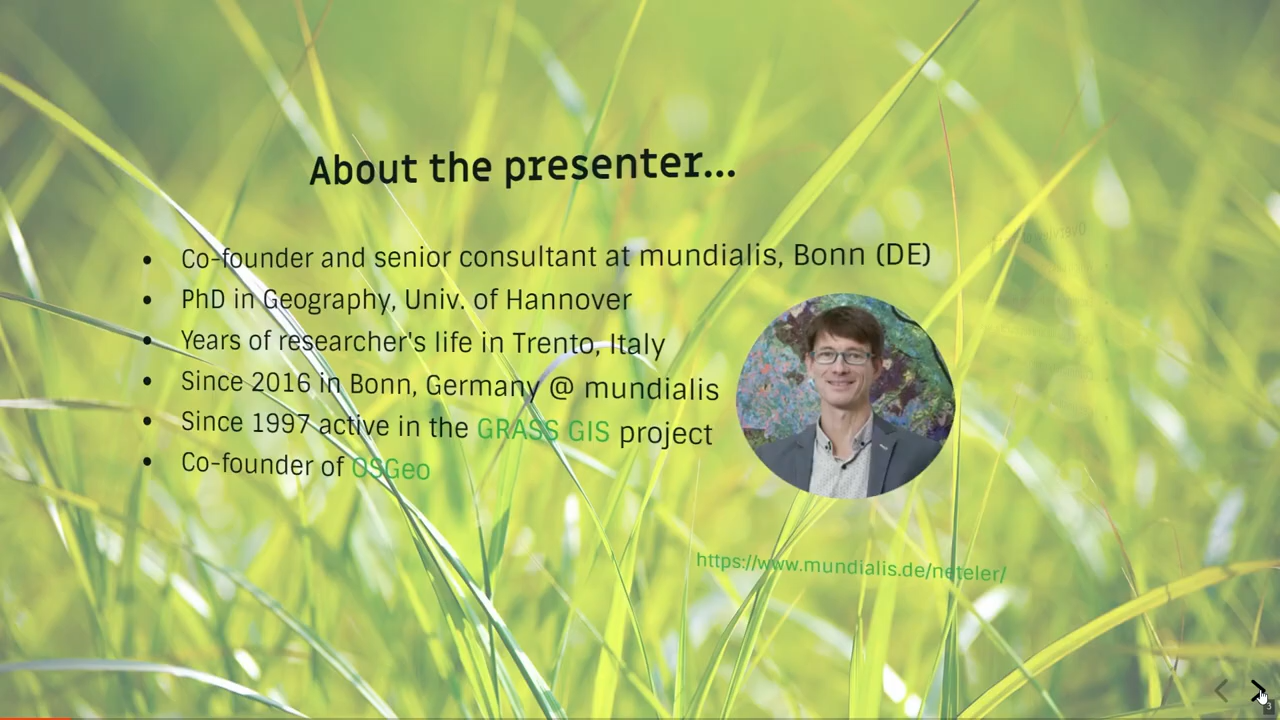 About the presenter...
• Co-founder and senior consultant at mundialis, Bonn (DE)
• PhD in Geography, Univ. of Hannover
• Years of researcher's life in Trento, Italy
• Since 2016 in Bonn, Germany @ mundialis
• Since 1997 active in the GRASS GIS project
• Co-founder of OSGeo
https://www.mundialis.de/neteler/
3